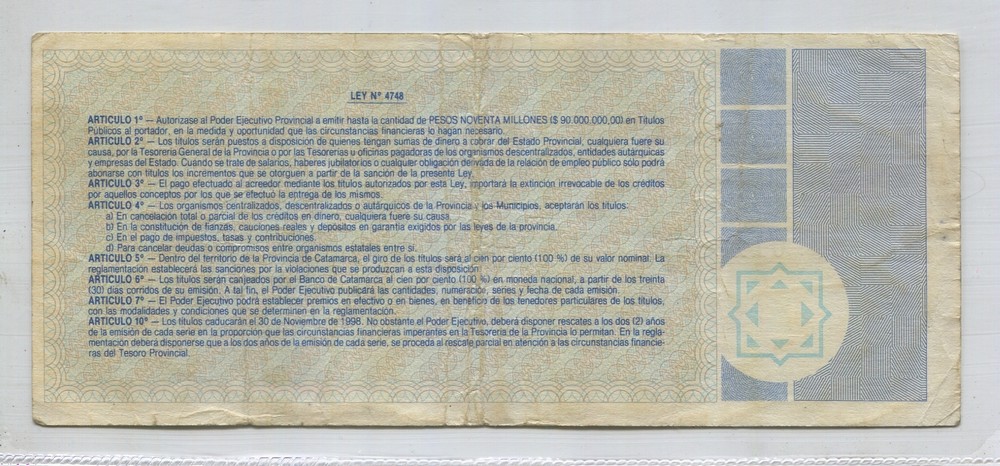 LEY Nº 4748
ARTICULO 1º — Autorízase al Poder Ejecutivo Provincial a emitir hasta la cantidad de PESOS NOVENTA MILLONES ($ 90.000.000,00) en Títulos
Públicos al portador, en la medida y oportunidad que las circunstancias financieras lo hagan necesario.
ARTICULO 2º — Los títulos serán puestos a disposición de quienes tengan sumas de dinero a cobrar del Estado Provincial, cualquiera fuere su
causa, por la Tesorería General de la Provincia o por las Tesorerías u oficinas pagadoras de los organismos descentralizados, entidades autárquicas
y empresas del Estado. Cuando se trate de salarios, haberes jubilatorios o cualquier obligación derivada de la relación de empleo público sólo podrá
abonarse con títulos los incrementos que se otorguen a partir de la sanción de la presente Ley.
ARTICULO 3º — El pago efectuado al acreedor mediante los títulos autorizados por esta Ley, importará la extinción irrevocable de los créditos
por aquellos conceptos por los que se efectuó la entrega de los mismos.
ARTICULO 4º — Los organismos centralizados, descentralizados o autárquicos de la Provincia y los Municipios, aceptarán los títulos:
a) En cancelación total o parcial de los créditos en dinero, cualquiera fuere su causa.
b) En la constitución de fianzas, cauciones reales y depósitos en garantía exigidos por las leyes de la provincia.
c) En el pago de impuestos, tasas y contribuciones.
d) Para cancelar deudas o compromisos entre organismos estatales entre sí.
ARTICULO 5º — Dentro del territorio de la Provincia de Catamarca, el giro de los títulos será al cien por ciento (100 %) de su valor nominal. La
reglamentación establecerá las sanciones por la violaciones que se produzcan a esta disposición.
ARTICULO 6º — Los títulos serán canjeados por el Banco de Catamarca al cien por ciento (100 %) en moneda nacional, a partir de los treinta
(30) días corridos de su emisión. A tal fin, el Poder Ejecutivo publicará las cantidades, numeración, series y fecha de cada emisión.
ARTICULO 7º — El Poder Ejecutivo podrá establecer premios en efectivo o en bienes, en beneficio de los tenedores particulares de los títulos,
con las modalidades y condiciones que se determinen en la reglamentación.
ARTICULO 10º — Los títulos caducarán el 30 de Noviembre de 1998. No obstante el Poder Ejecutivo, deberá disponer rescates a los dos (2) años
de la emisión de cada serie en la proporción que las circunstancias financieras imperantes en la Tesorería de la Provincia lo permitan. En la regla-
mentación deberá disponerse que a los dos años de la emisión de cada serie, se proceda al rescate parcial en atención a las circunstancias financie-
ras del Tesoro Provincial.